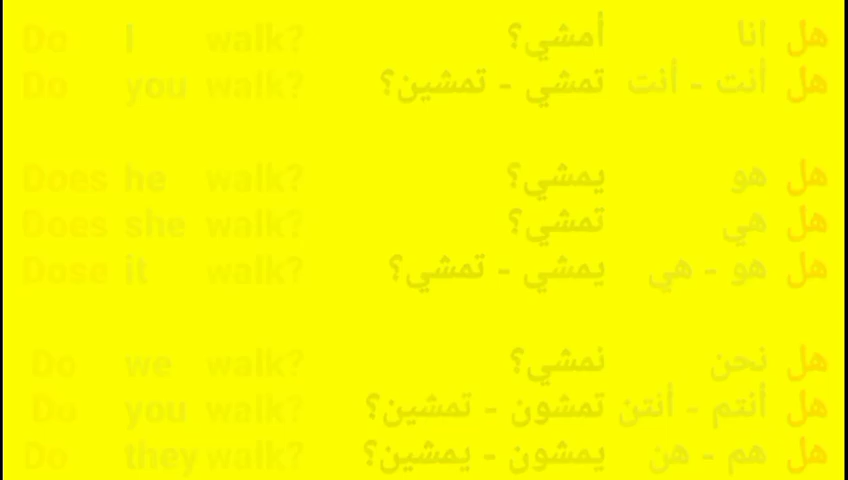 Do I walk? هل انا أمشي؟
Do you walk? هل أنت - أنت تمشي - تمشين؟
Does he walk? هل هو يمشي؟
Does she walk? هل هي تمشي؟
Dose it walk? هل هو - هي يمشي - تمشي؟
Do we walk? هل نحن نمشي؟
Do you walk? هل أنتم - أنتن تمشون - تمشين؟
Do they walk? هل هم - هن يمشون - يمشين؟